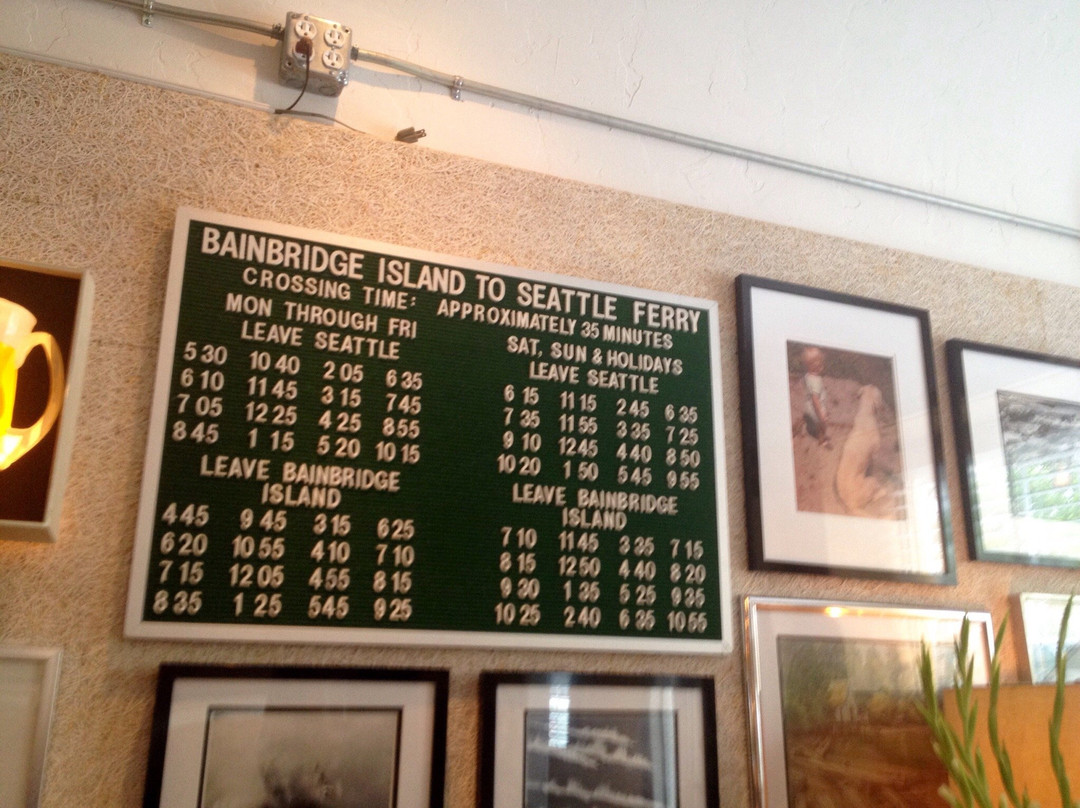 BAINBRIDGE ISLAND TO SEATTLE FERRY
CROSSING TIME: APPROXIMATELY 35 MINUTES
MON THROUGH FRI
LEAVE SEATTLE
5 30 10 40 2 05 6 35
6 10 11 45 3 15 7 45
7 05 12 25 4 25 8 55
8 45 1 15 5 20 10 15
LEAVE BAINBRIDGE
ISLAND
4 45 9 45 3 15 6 25
6 20 10 55 4 10 7 10
7 15 12 05 4 55 8 15
8 35 1 25 5 45 9 25
SAT, SUN & HOLIDAYS
LEAVE SEATTLE
6 15 11 15 2 45 6 35
7 35 11 55 3 35 7 25
9 10 12 45 4 40 8 50
10 20 1 50 5 45 9 55
LEAVE BAINBRIDGE
ISLAND
7 10 11 45 3 35 7 15
8 15 12 50 4 40 8 20
9 30 1 35 5 25 9 35
10 25 2 40 6 35 10 55